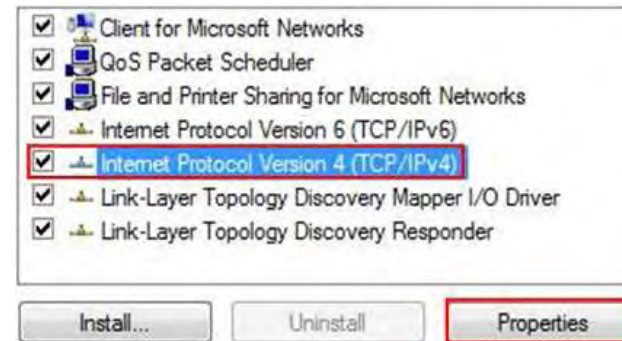 Client for Microsoft Networks
QoS Packet Scheduler
File and Printer Sharing for Microsoft Networks
Internet Protocol Version 6 (TCP/IPv6)
Internet Protocol Version 4 (TCP/IPv4)
Link-Layer Topology Discovery Mapper I/O Driver
Link-Layer Topology Discovery Responder
Install... Uninstall Properties